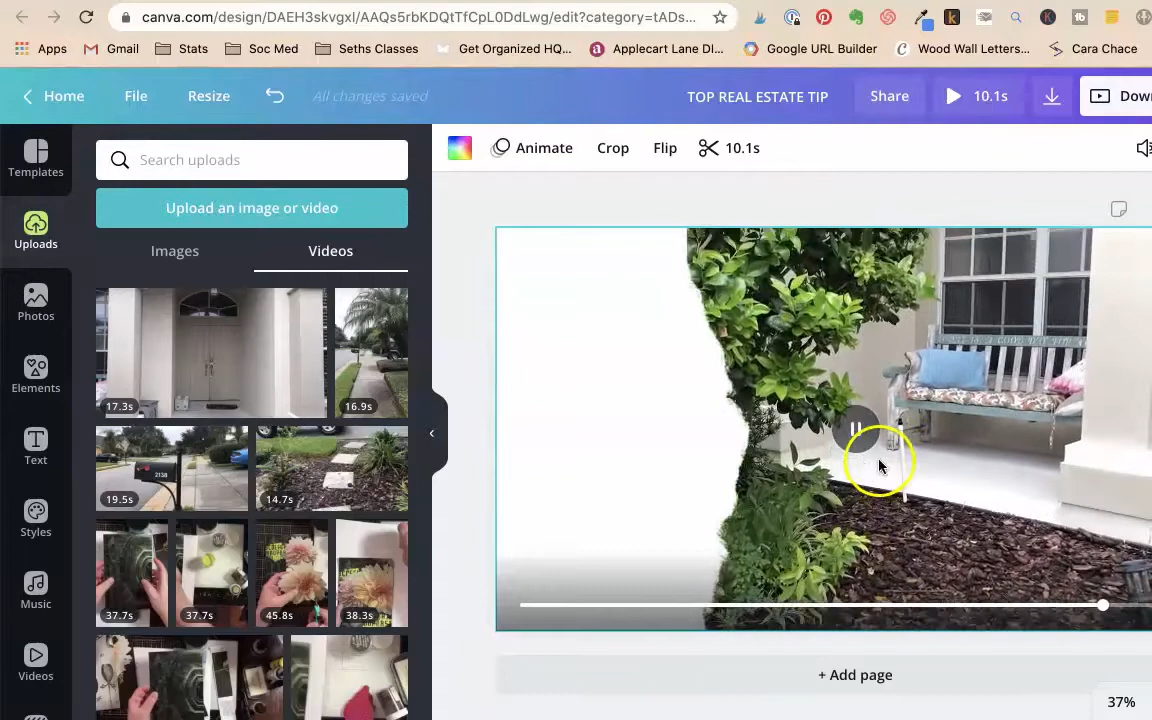 canva.com/design/DAEH3skvgxI/AAQs5rbKDQtTfCpL0DdLwg/edit?category=tADs...
Apps Gmail Stats Soc Med Seths Classes Get Organized HQ... Applecart Lane DI... Google URL Builder Wood Wall Letters... Cara Chace
Home File Resize All changes saved TOP REAL ESTATE TIP Share 10.1s Dow
Templates
Search uploads
Animate Crop Flip 10.1s
Upload an image or video
Uploads
Images Videos
Photos
17.3s 16.9s
Elements
Text
19.5s 14.7s
Styles
Music
37.7s 37.7s 45.8s 38.3s
Videos
+ Add page
37%